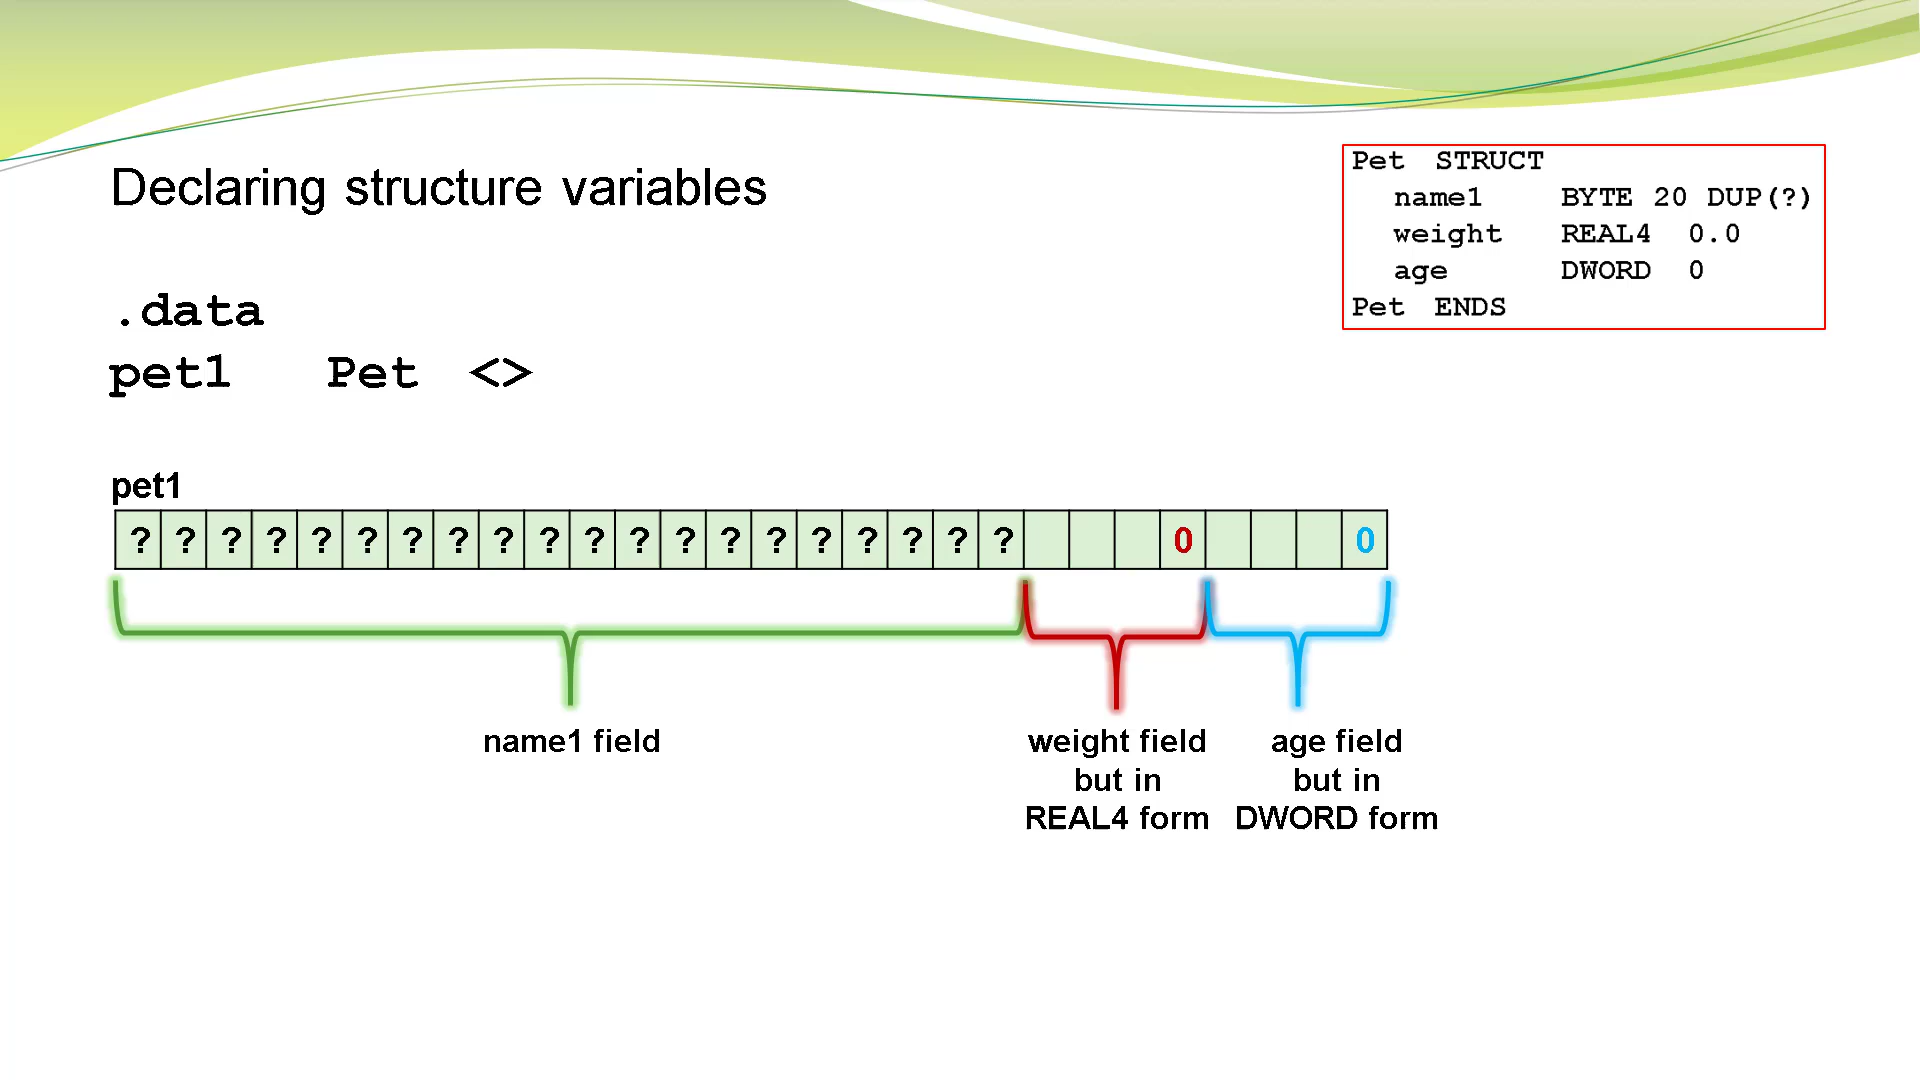 Declaring structure variables
Pet STRUCT
name1 BYTE 20 DUP(?)
weight REAL4 0.0
age DWORD 0
Pet ENDS
.data
pet1 Pet <>
pet1
? ? ? ? ? ? ? ? ? ? ? ? ? ? ? ? ? ? ? ? 0 0
name1 field
weight field
but in
REAL4 form
age field
but in
DWORD form